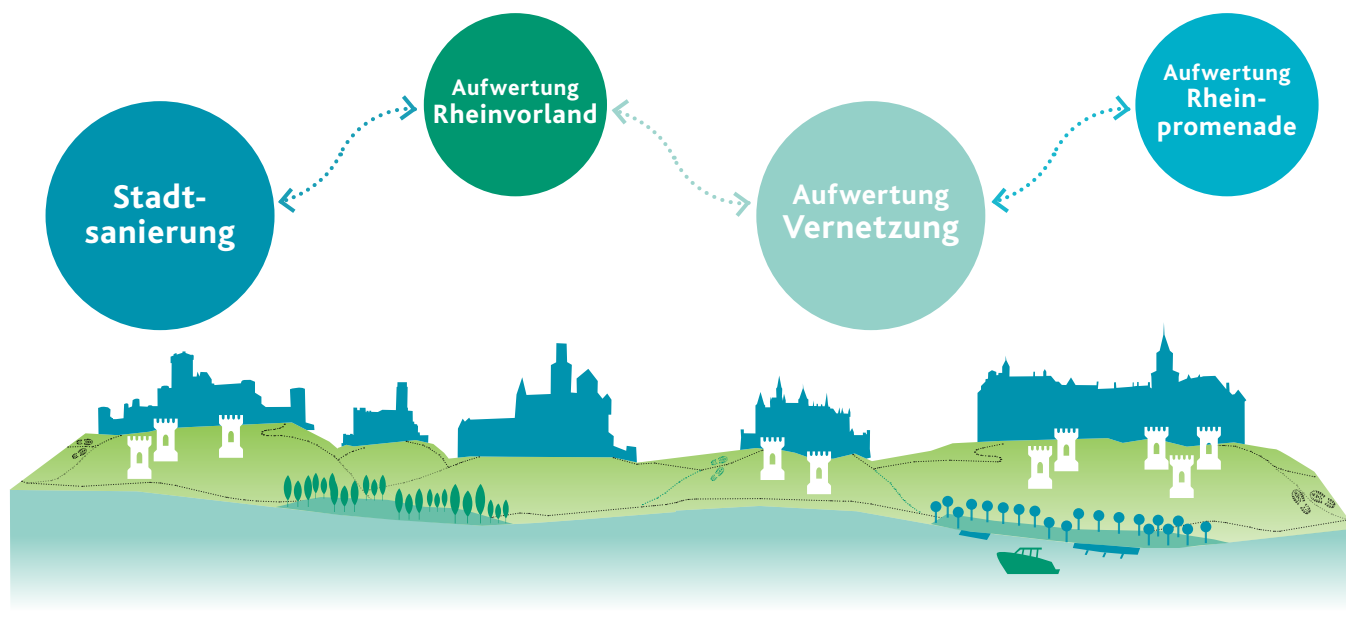 Stadt-
sanierung
Aufwertung
Rheinvorland
Aufwertung
Vernetzung
Aufwertung
Rhein-
promenade